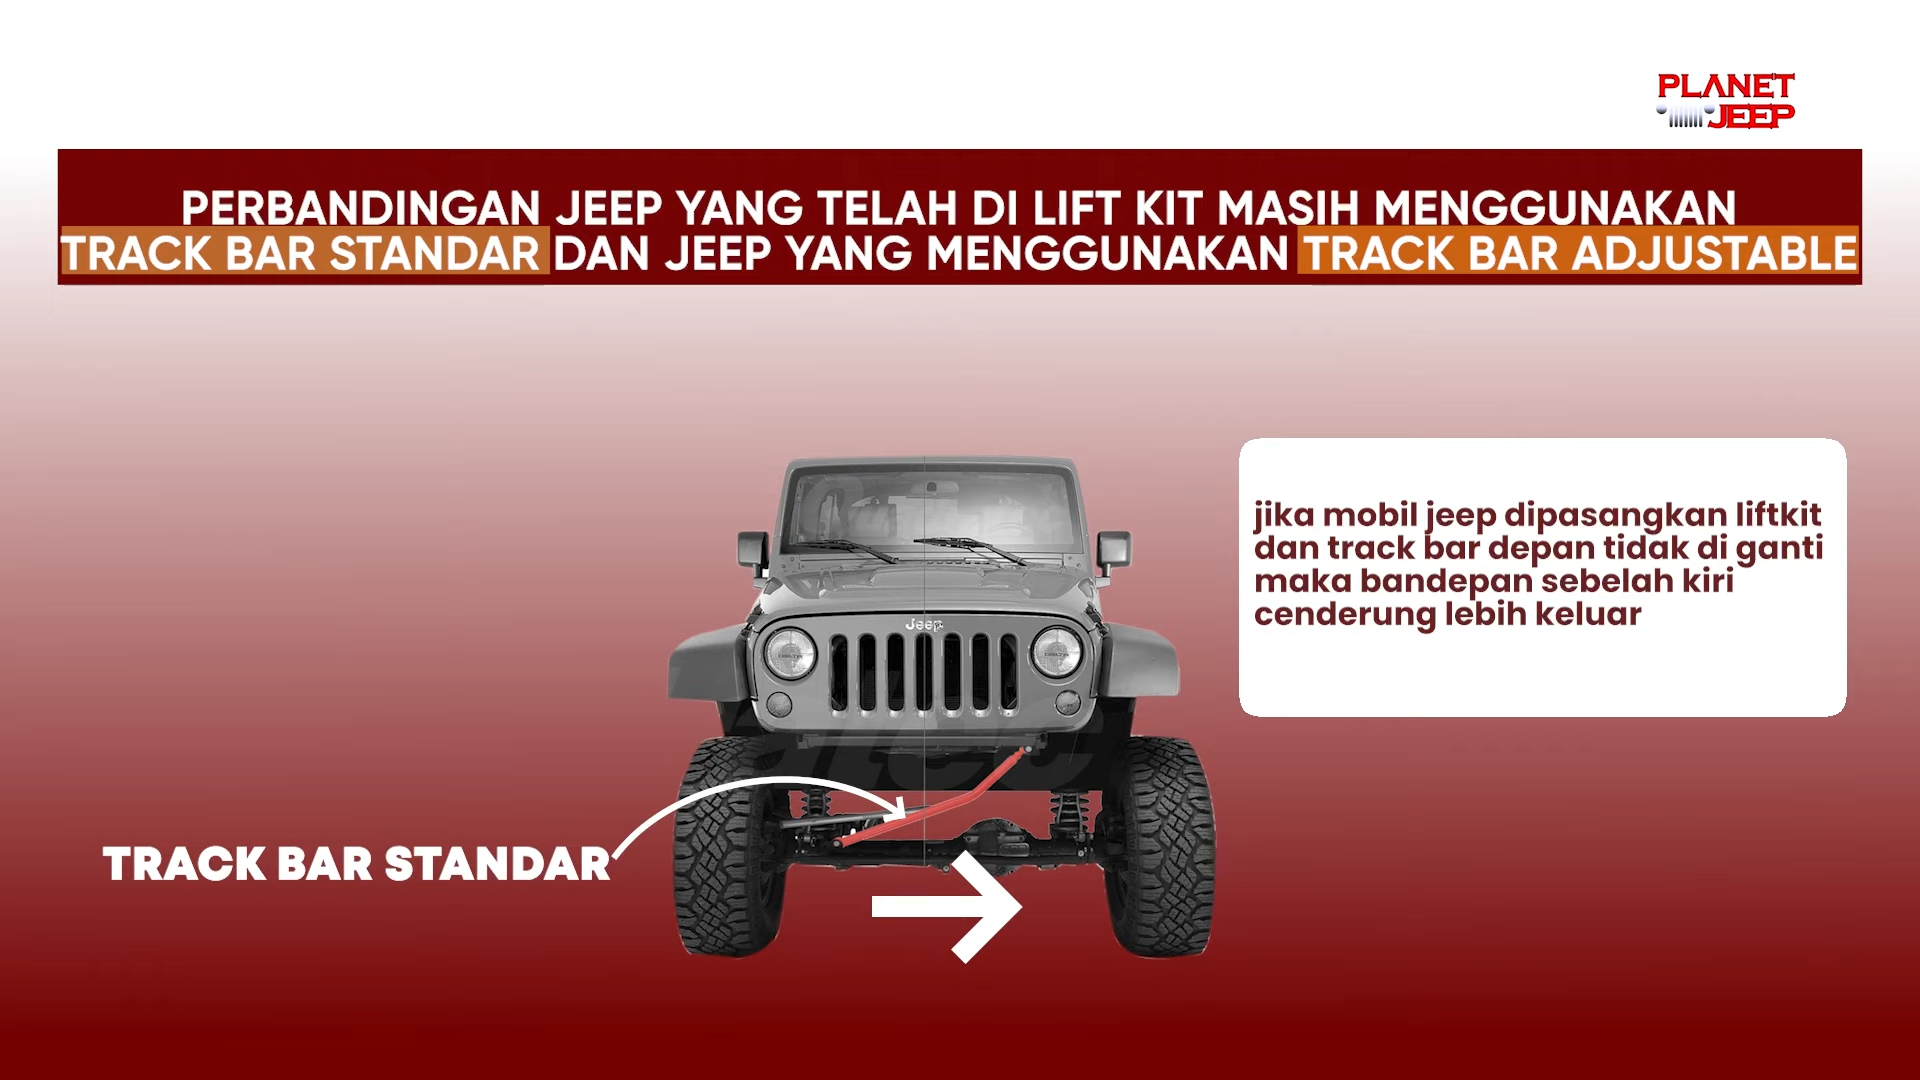 PLANET
JEEP
PERBANDINGAN JEEP YANG TELAH DI LIFT KIT MASIH MENGGUNAKAN
TRACK BAR STANDAR DAN JEEP YANG MENGGUNAKAN TRACK BAR ADJUSTABLE
jika mobil jeep dipasangkan liftkit
dan track bar depan tidak di ganti
maka bandepan sebelah kiri
cenderung lebih keluar
Jeep
TRACK BAR STANDAR